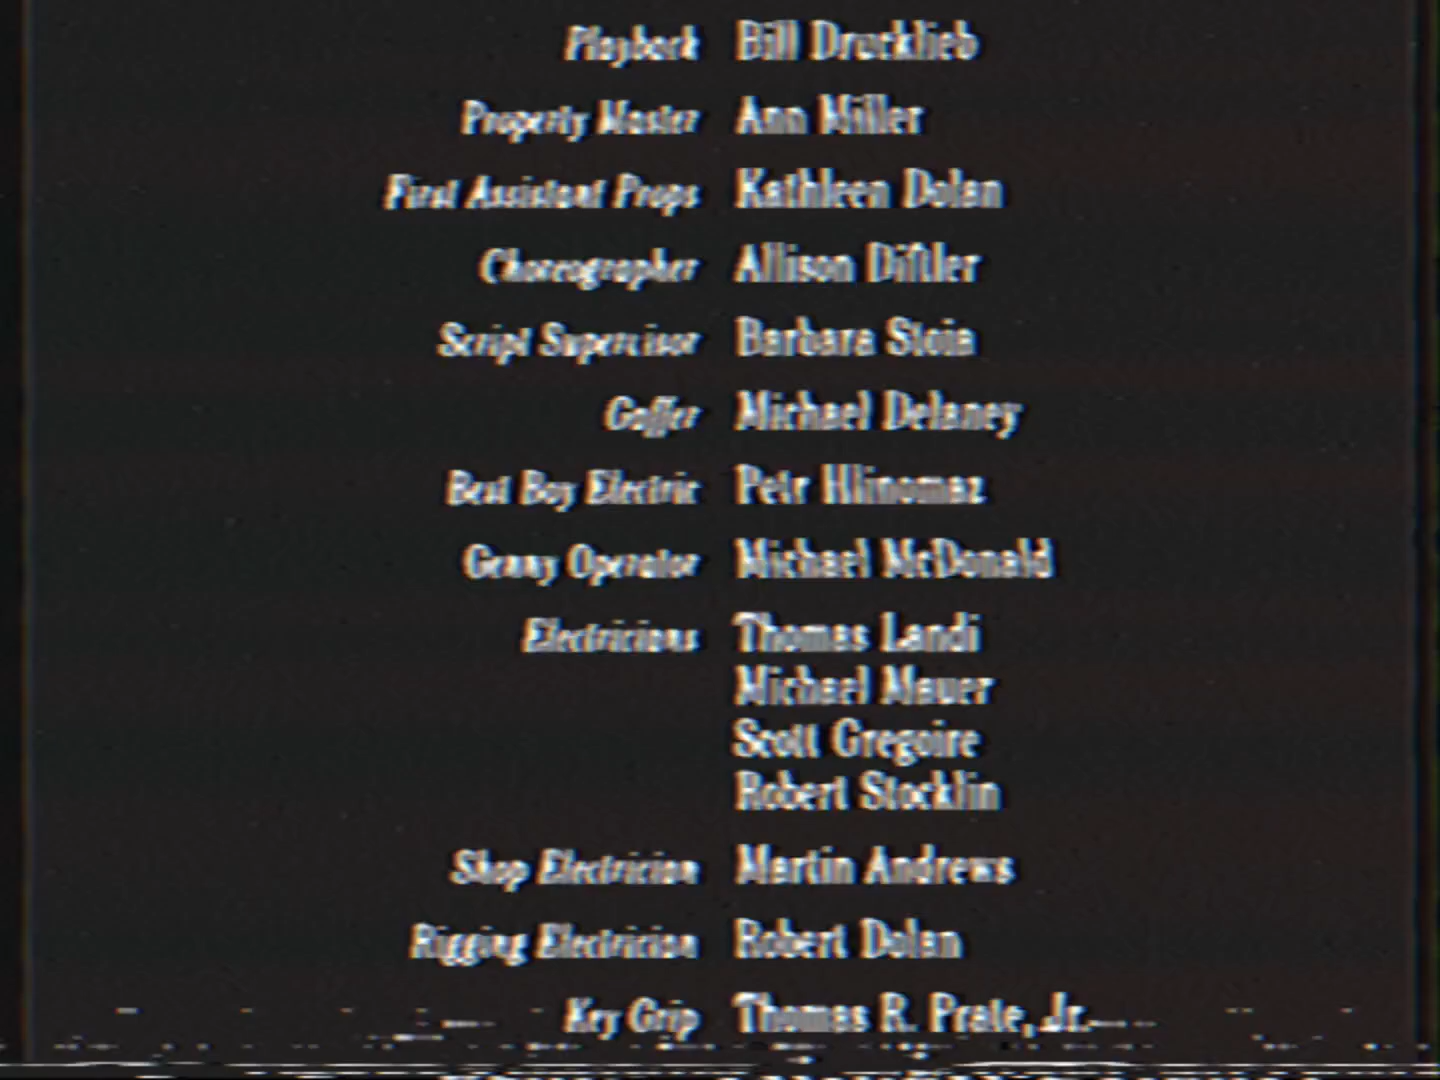 Playback Bill Drucklieb
Property Master Ann Miller
First Assistant Props Kathleen Dolan
Choreographer Allison
Script Supervisor Barbara Stoia
Gaffer Michael Delaney
Best Boy Electric Petr Hlinomaz
Genny Operator Michael McDonald
Electricians Thomas Landi
Michael Mauer
Scott Gregoire
Robert Stocklin
Shop Electrician Martin Andrews
Rigging Electrician Robert Dolan
Key Grip Thomas R. Prate, Jr.